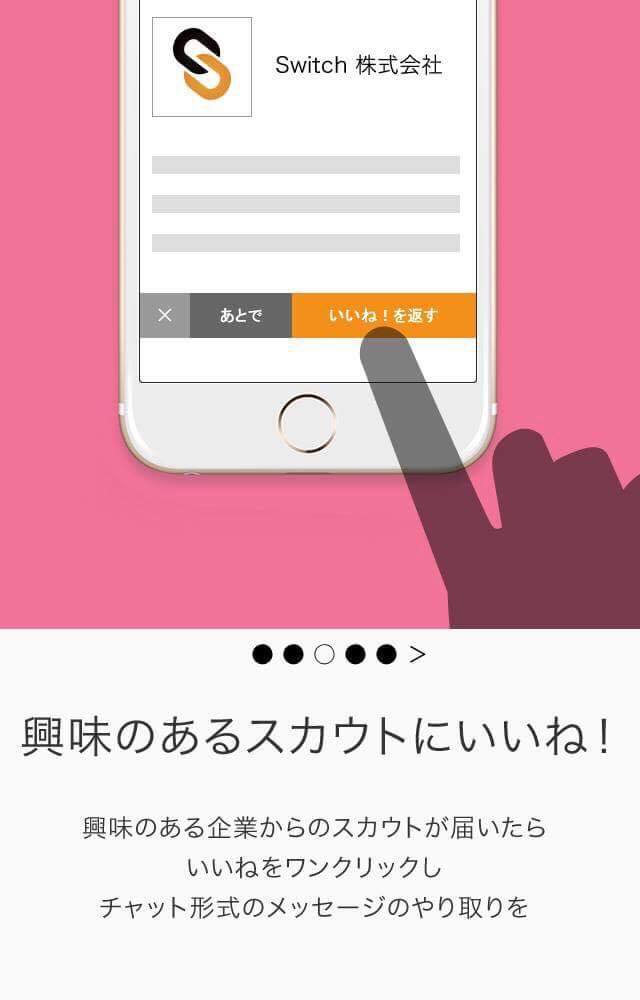 Switch 株式会社
× あとで いいね！を返す
>
興味のあるスカウトにいいね！
興味のある企業からのスカウトが届いたら
いいねをワンクリックし
チャット形式のメッセージのやり取りを